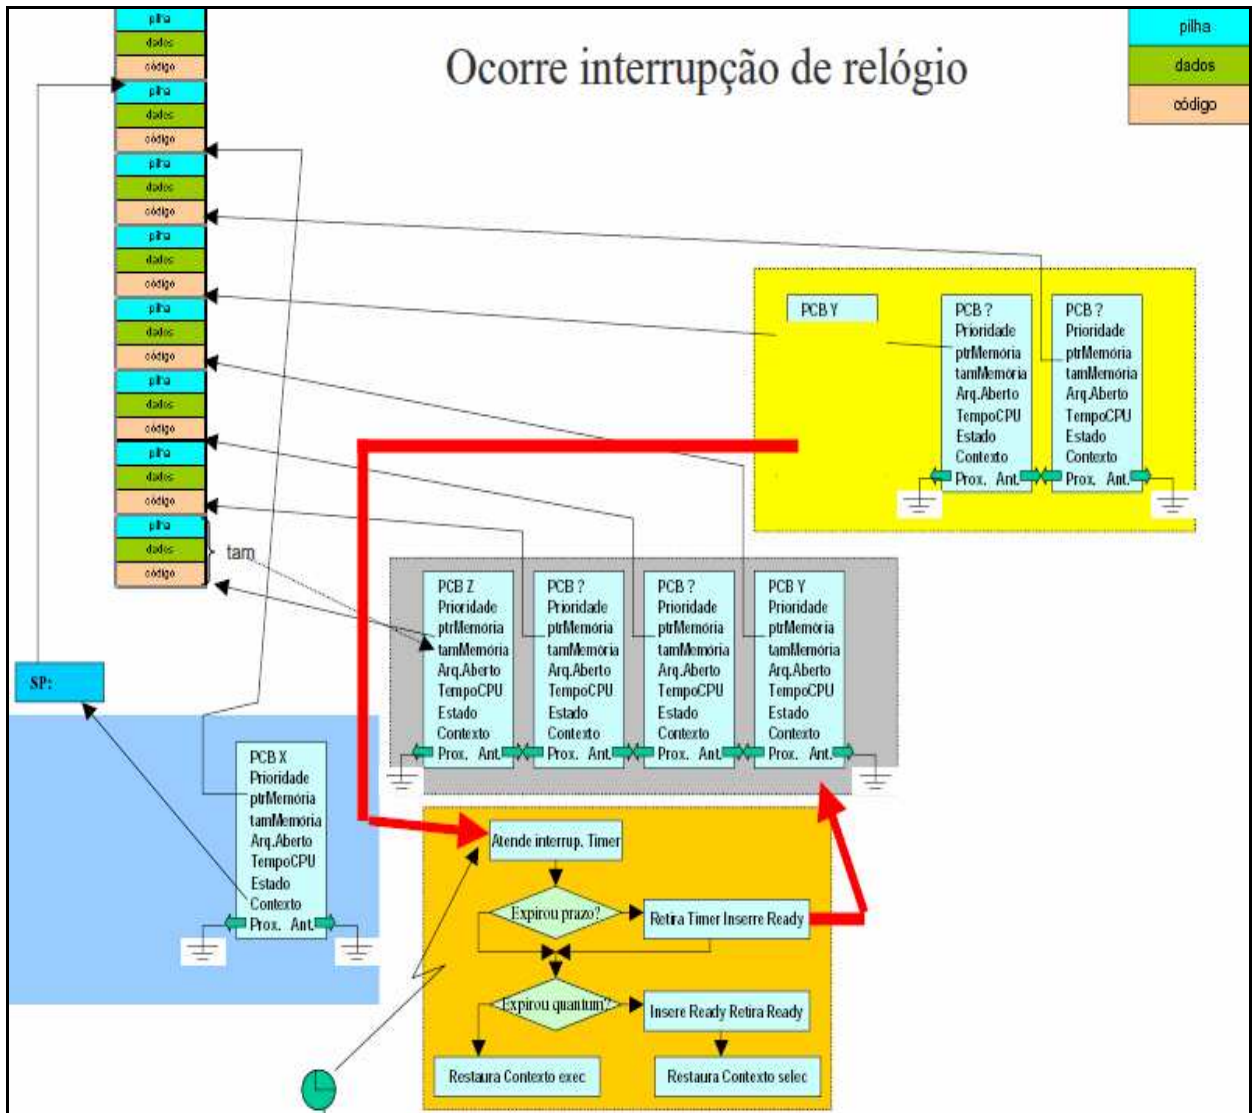 Ocorre interrupção de relógio
pilha
dados
código
pilha
dados
código
pilha
dados
código
pilha
dados
código
pilha
dados
código
pilha
dados
código
pilha
dados
código
pilha
dados
código
pilha
dados
código
tam
SP:
PCB Y
PCB ?
Prioridade
ptrMemória
tamMemória
Arq.Aberto
TempoCPU
Estado
Contexto
Prox. Ant.
PCB ?
Prioridade
ptrMemória
tamMemória
Arq.Aberto
TempoCPU
Estado
Contexto
Prox. Ant.
PCB Z
Prioridade
ptrMemória
tamMemória
Arq.Aberto
TempoCPU
Estado
Contexto
Prox. Ant.
PCB ?
Prioridade
ptrMemória
tamMemória
Arq.Aberto
TempoCPU
Estado
Contexto
Prox. Ant.
PCB ?
Prioridade
ptrMemória
tamMemória
Arq.Aberto
TempoCPU
Estado
Contexto
Prox. Ant.
PCB Y
Prioridade
ptrMemória
tamMemória
Arq.Aberto
TempoCPU
Estado
Contexto
Prox. Ant.
PCB X
Prioridade
ptrMemória
tamMemória
Arq.Aberto
TempoCPU
Estado
Contexto
Prox. Ant.
Atende interrup. Timer
Expirou prazo?
Retira Timer Inserre Ready
Expirou quantum?
Insere Ready Retira Ready
Restaura Contexto exec
Restaura Contexto selec